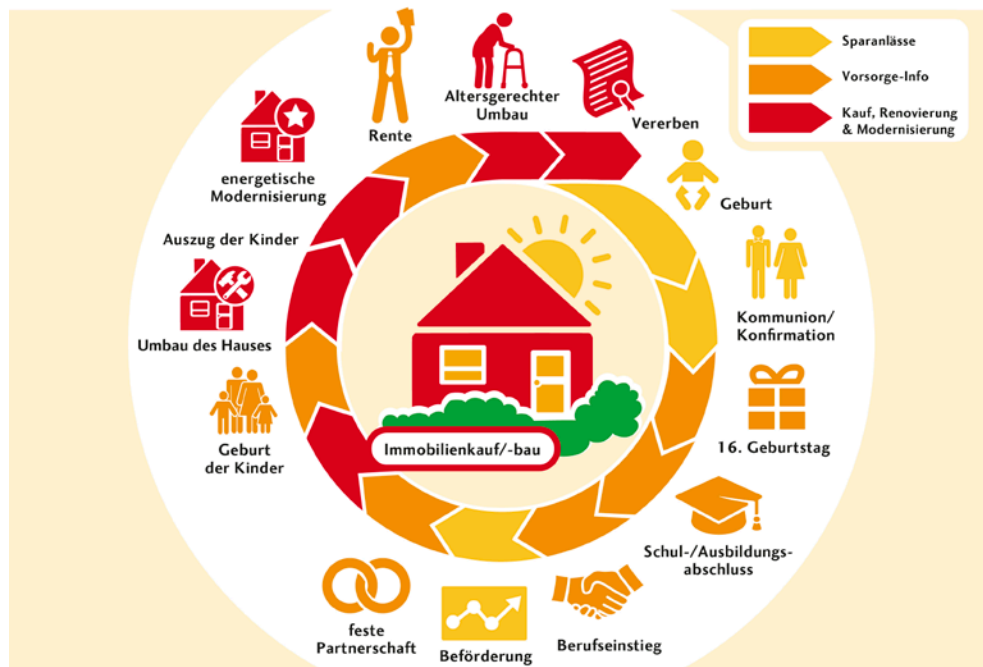 Sparanlässe
Vorsorge-Info
Kauf, Renovierung
& Modernisierung
Geburt
Kommunion/
Konfirmation
16. Geburtstag
Schul-/Ausbildungs-
abschluss
Berufseinstieg
Beförderung
feste
Partnerschaft
Immobilienkauf/-bau
Geburt
der Kinder
Umbau des Hauses
Auszug der Kinder
energetische
Modernisierung
Rente
Altersgerechter
Umbau
Vererben